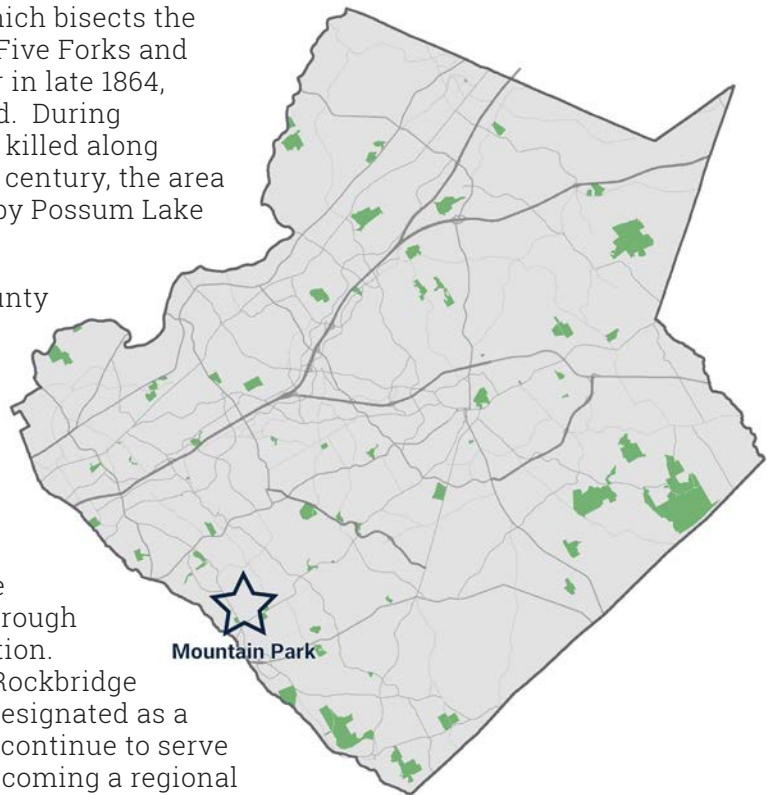 hich bisects the
Five Forks and
r in late 1864,
d. During
killed along
century, the area
by Possum Lake
unty
e
rough
tion.
Rockbridge
esignated as a
continue to serve
coming a regional
Mountain Park